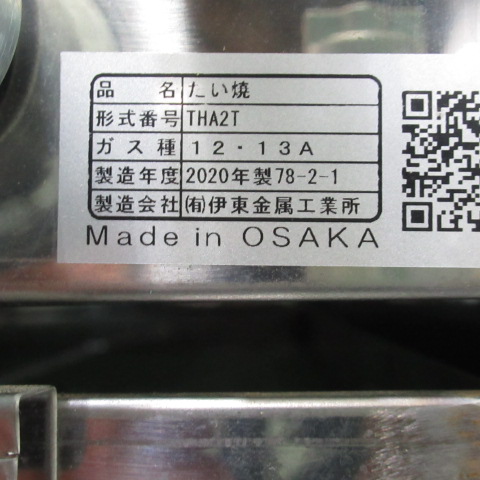 品名 たい焼
形式番号 THA2T
ガス種 12・13A
製造年度 2020年製78-2-1
製造会社 ㈲伊東金属工業所
Made in OSAKA